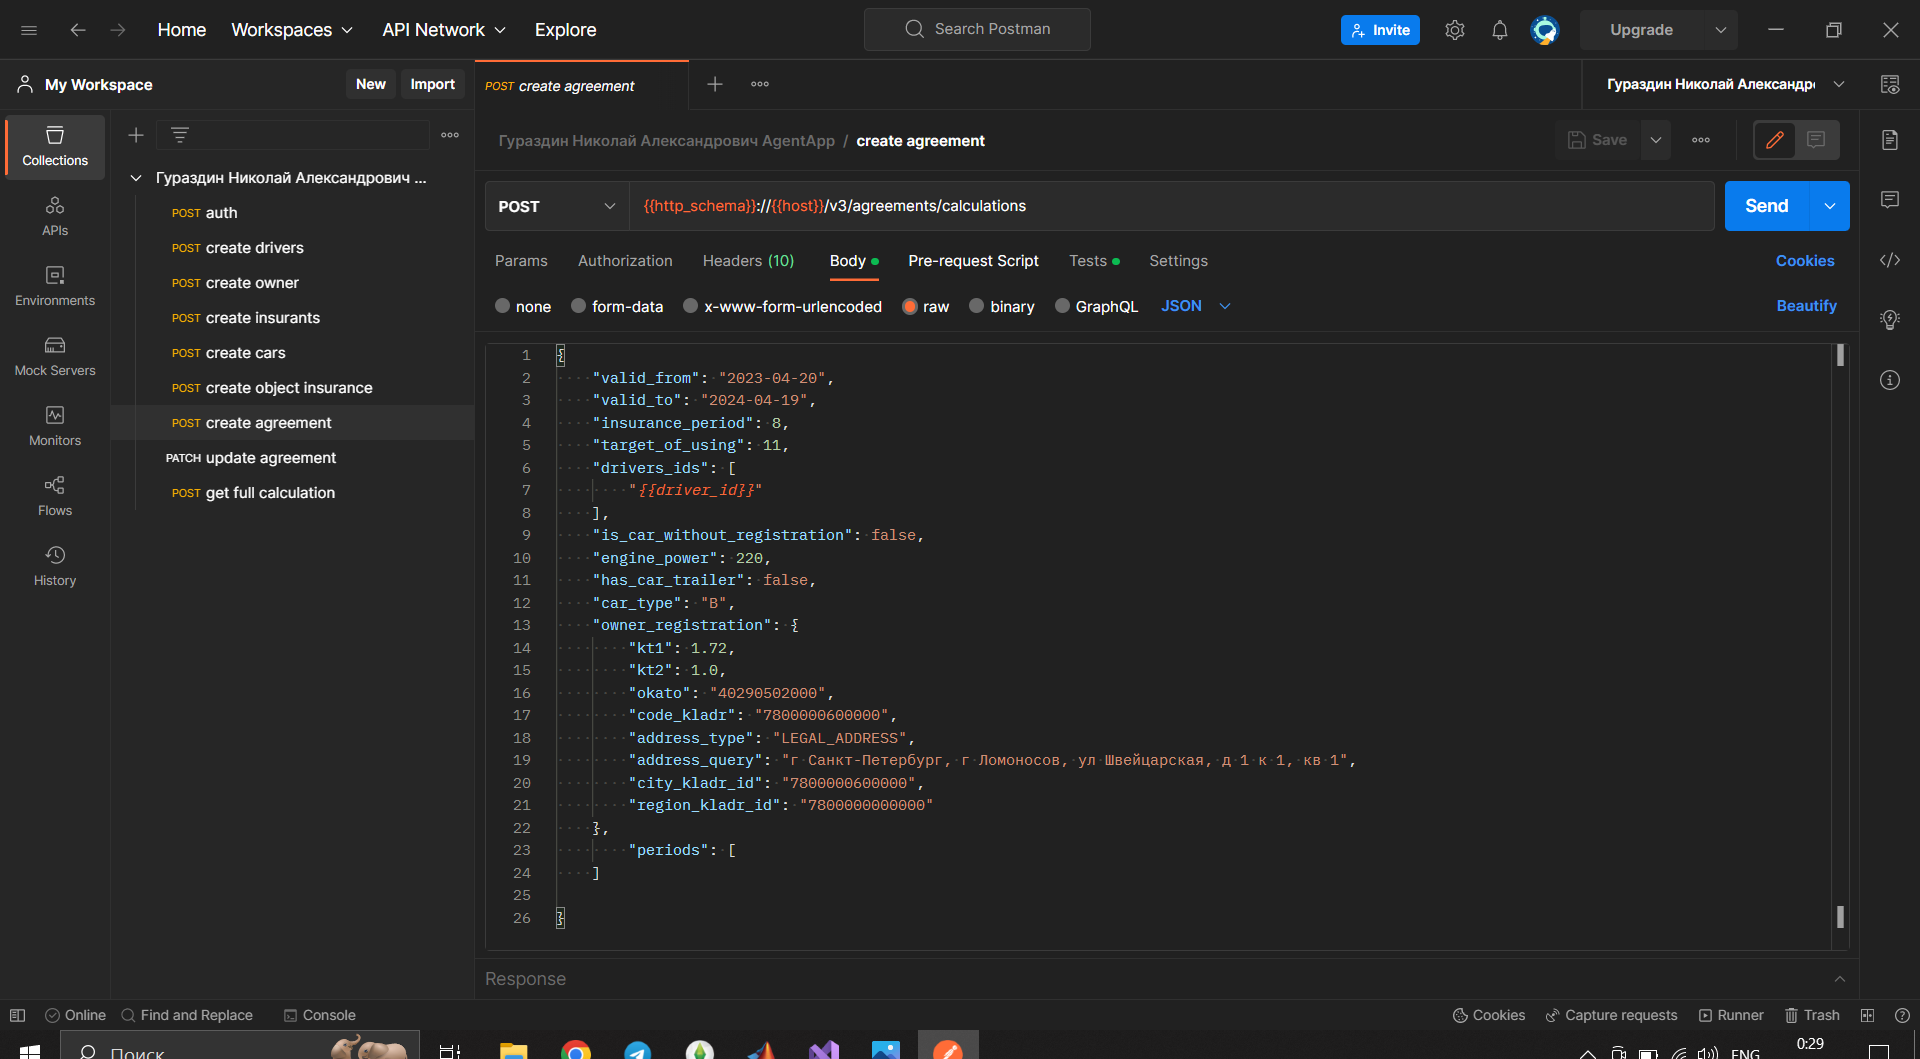 Home Workspaces API Network Explore Search Postman Invite Upgrade
My Workspace New Import POST create agreement Гураздин Николай Александр
Collections
APIs
Environments
Mock Servers
Monitors
Flows
History
Гураздин Николай Александрович ...
POST auth
POST create drivers
POST create owner
POST create insurants
POST create cars
POST create object insurance
POST create agreement
PATCH update agreement
POST get full calculation
Гураздин Николай Александрович AgentApp / create agreement Save
POST {{http_schema}}://{{host}}/v3/agreements/calculations Send
Params Authorization Headers (10) Body Pre-request Script Tests Settings Cookies
none form-data x-www-form-urlencoded raw binary GraphQL JSON Beautify
1 {
2 "valid_from": "2023-04-20",
3 "valid_to": "2024-04-19",
4 "insurance_period": 8,
5 "target_of_using": 11,
6 "drivers_ids": [
7 "{{driver_id}}"
8 ],
9 "is_car_without_registration": false,
10 "engine_power": 220,
11 "has_car_trailer": false,
12 "car_type": "B",
13 "owner_registration": {
14 "kt1": 1.72,
15 "kt2": 1.0,
16 "okato": "40290502000",
17 "code_kladr": "7800000600000",
18 "address_type": "LEGAL_ADDRESS",
19 "address_query": "г Санкт-Петербург, г Ломоносов, ул Швейцарская, д 1 к 1, кв 1",
20 "city_kladr_id": "7800000600000",
21 "region_kladr_id": "7800000000000"
22 },
23 "periods": [
24 ]
25
26 }
Response
Online Find and Replace Console Cookies Capture requests Runner Trash
Поиск ENG 0:29